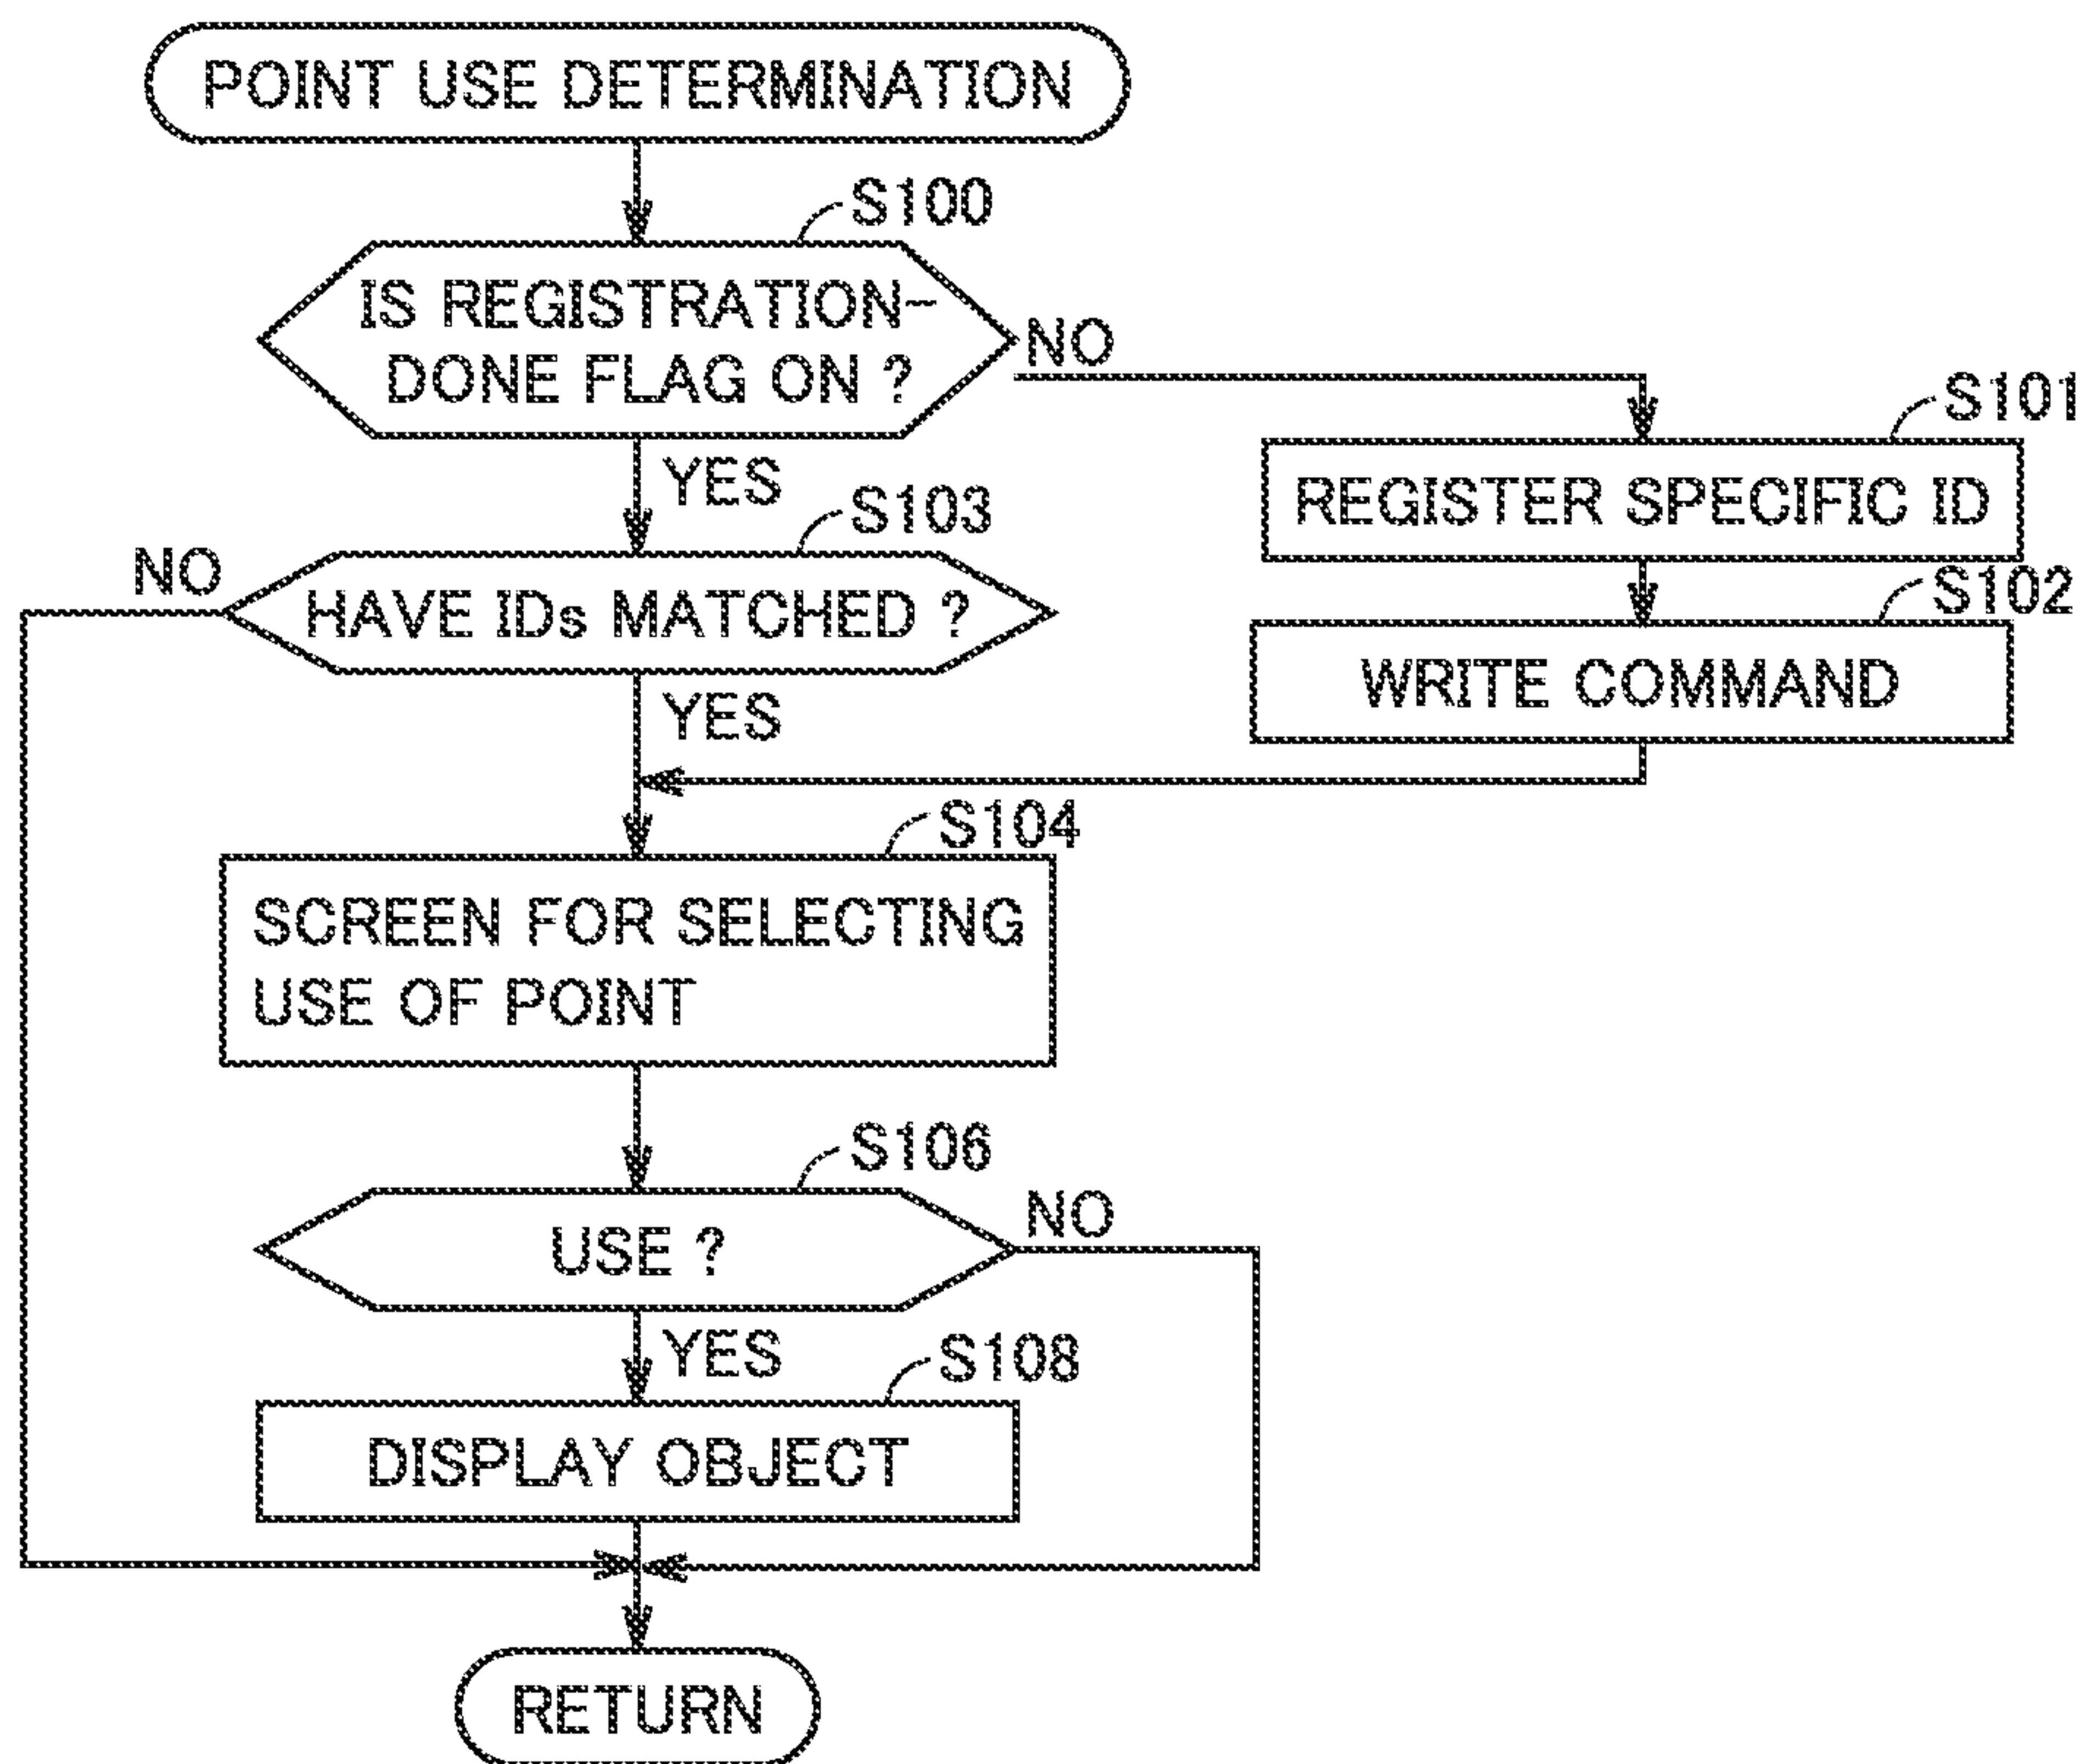 POINT USE DETERMINATION
S100
IS REGISTRATION-
DONE FLAG ON ?
NO
YES
S101
REGISTER SPECIFIC ID
S102
WRITE COMMAND
S103
NO
HAVE IDs MATCHED ?
YES
S104
SCREEN FOR SELECTING
USE OF POINT
S106
USE ?
NO
YES
S108
DISPLAY OBJECT
RETURN